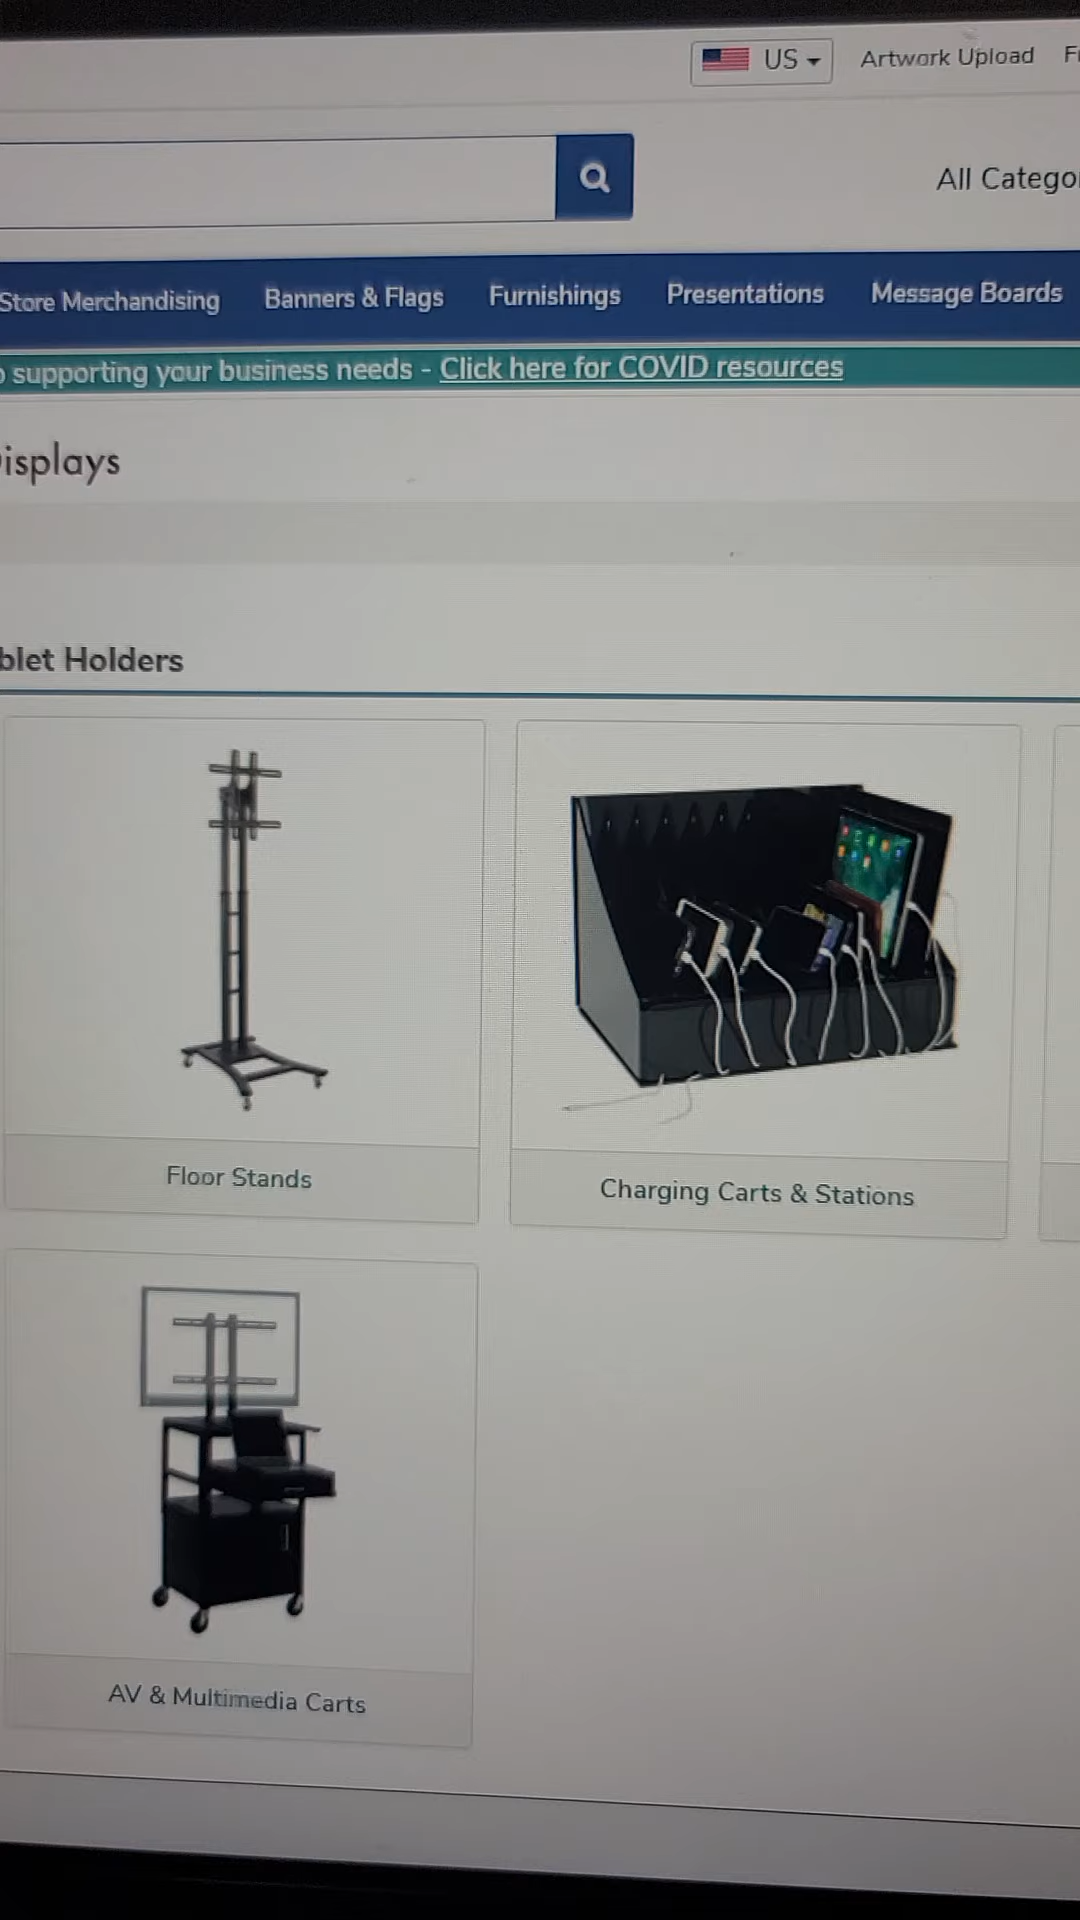 US
Artwork Upload
All
Store Merchandising
Banners & Flags
Furnishings
Presentations
Message Boards
supporting your business needs - Click here for COVID resources
isplays
blet Holders
Floor Stands
Charging Carts & Stations
AV & Multimedia Carts